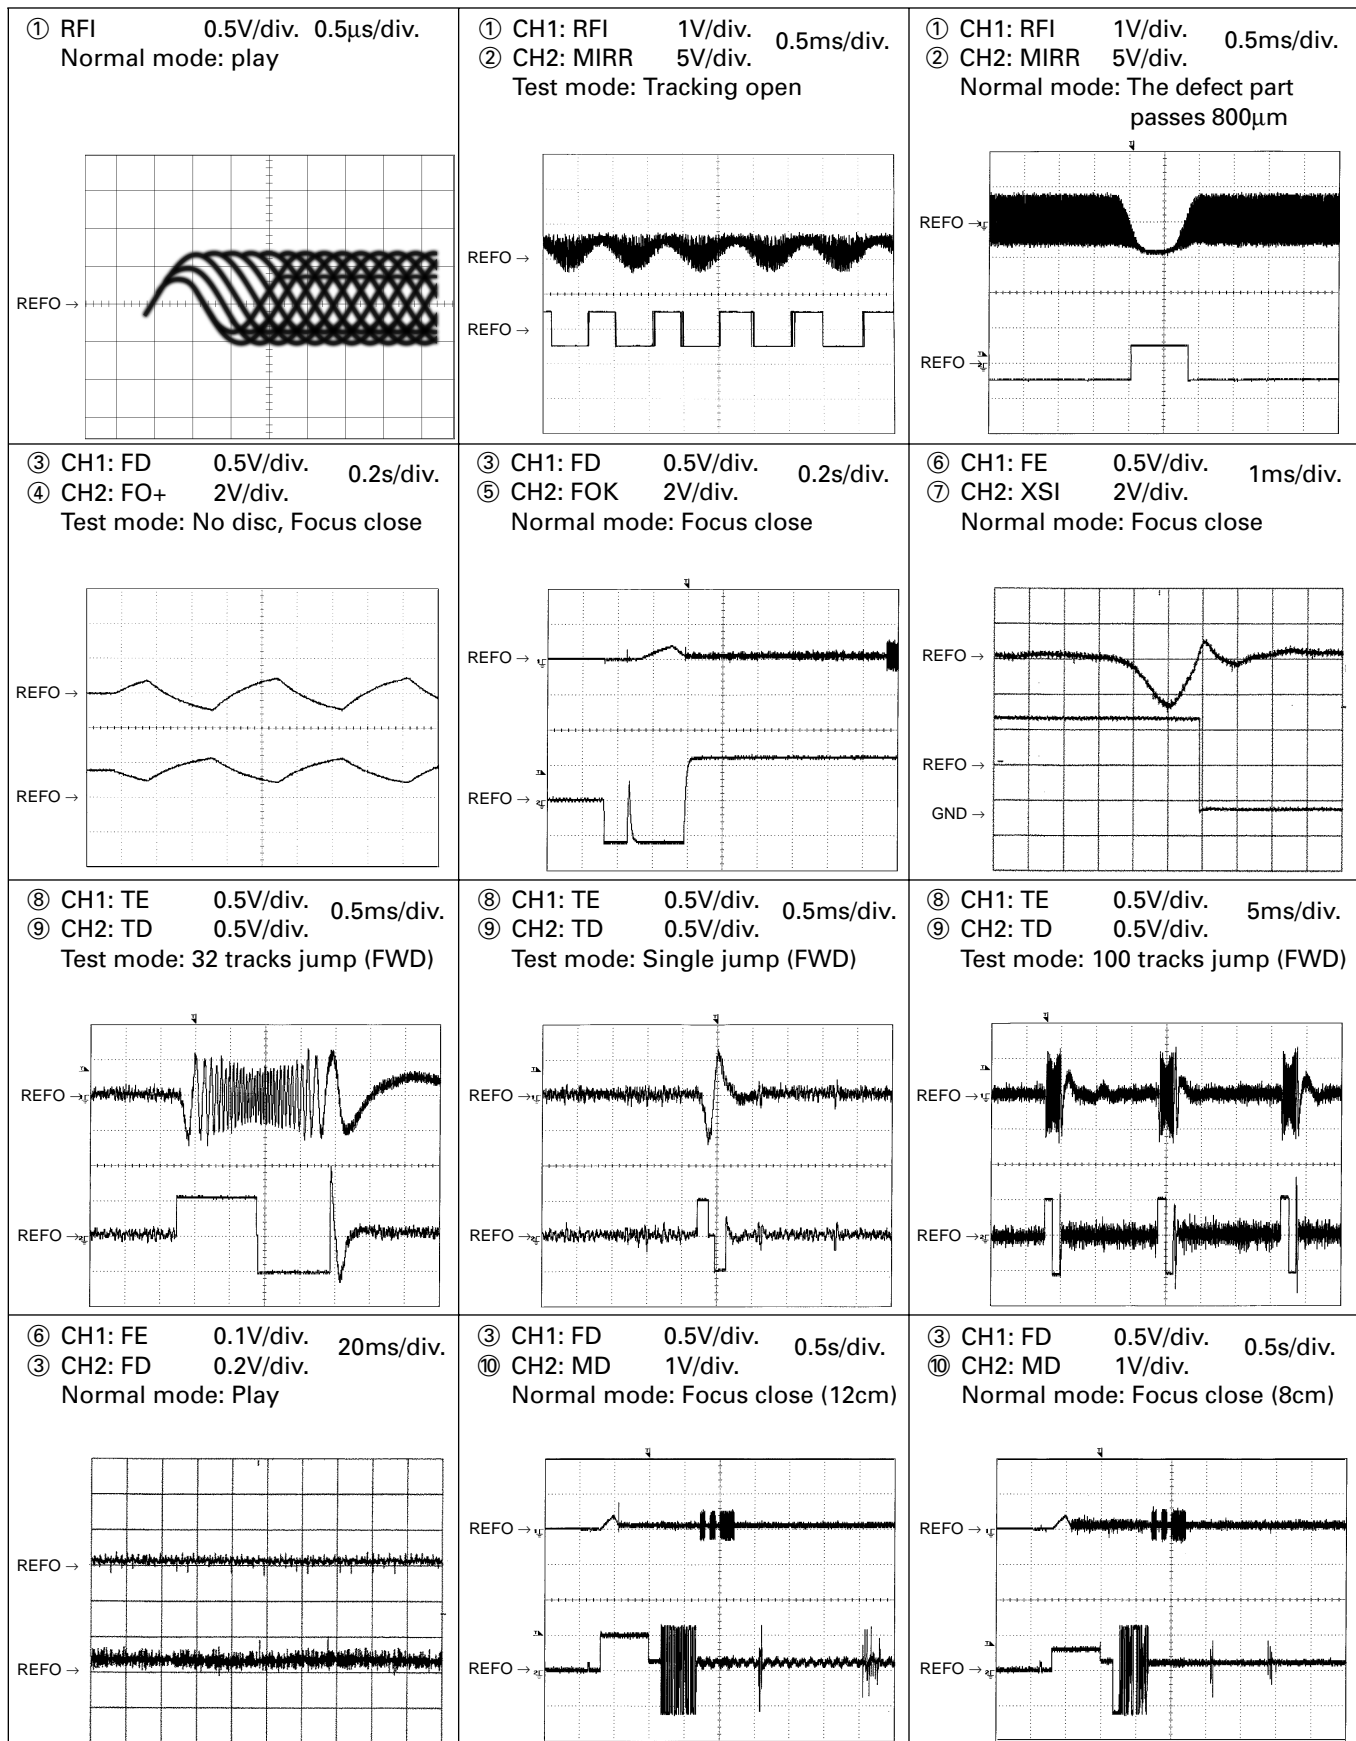 ① RFI 0.5V/div. 0.5µs/div.
Normal mode: play
REFO →
① CH1: RFI 1V/div. 0.5ms/div.
② CH2: MIRR 5V/div.
Test mode: Tracking open
REFO →
REFO →
① CH1: RFI 1V/div. 0.5ms/div.
② CH2: MIRR 5V/div.
Normal mode: The defect part
passes 800µm
REFO →
REFO →
③ CH1: FD 0.5V/div. 0.2s/div.
④ CH2: FO+ 2V/div.
Test mode: No disc, Focus close
REFO →
REFO →
③ CH1: FD 0.5V/div. 0.2s/div.
⑤ CH2: FOK 2V/div.
Normal mode: Focus close
REFO →
REFO →
⑥ CH1: FE 0.5V/div. 1ms/div.
⑦ CH2: XSI 2V/div.
Normal mode: Focus close
REFO →
REFO →
GND →
⑧ CH1: TE 0.5V/div. 0.5ms/div.
⑨ CH2: TD 0.5V/div.
Test mode: 32 tracks jump (FWD)
REFO →
REFO →
⑧ CH1: TE 0.5V/div. 0.5ms/div.
⑨ CH2: TD 0.5V/div.
Test mode: Single jump (FWD)
REFO →
REFO →
⑧ CH1: TE 0.5V/div. 5ms/div.
⑨ CH2: TD 0.5V/div.
Test mode: 100 tracks jump (FWD)
REFO →
REFO →
⑥ CH1: FE 0.1V/div. 20ms/div.
③ CH2: FD 0.2V/div.
Normal mode: Play
REFO →
REFO →
③ CH1: FD 0.5V/div. 0.5s/div.
⑩ CH2: MD 1V/div.
Normal mode: Focus close (12cm)
REFO →
REFO →
③ CH1: FD 0.5V/div. 0.5s/div.
⑩ CH2: MD 1V/div.
Normal mode: Focus close (8cm)
REFO →
REFO →